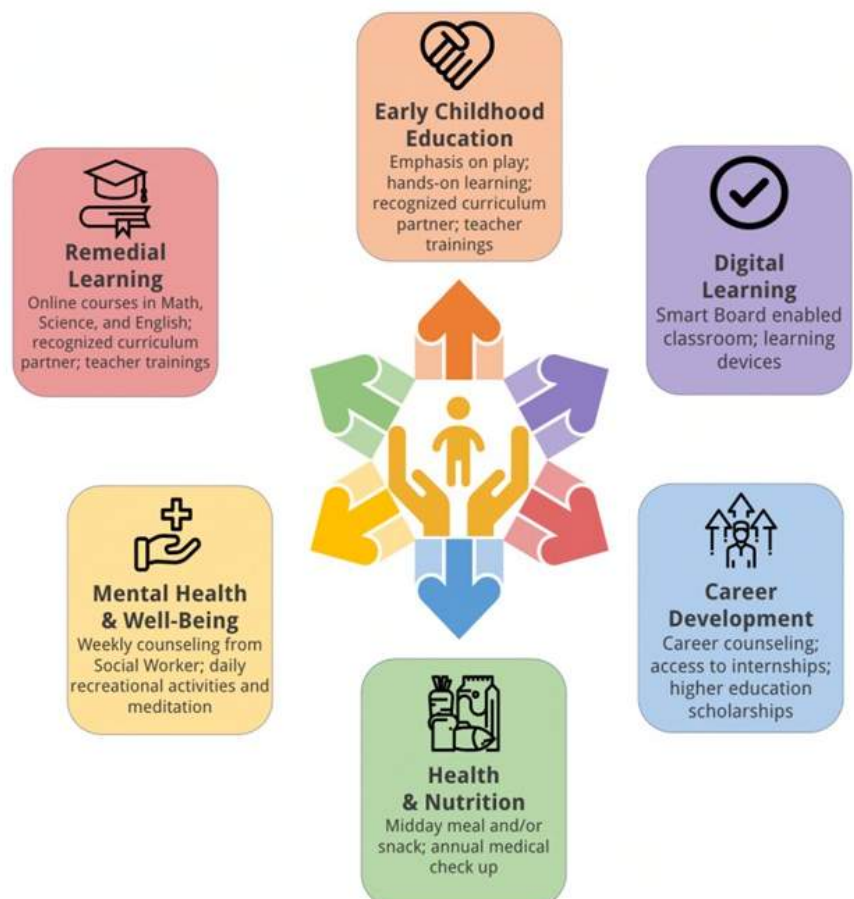 Early Childhood
Education
Emphasis on play;
hands-on learning;
recognized curriculum
partner; teacher
trainings
Remedial
Learning
Online courses in Math,
Science, and English;
recognized curriculum
partner; teacher trainings
Digital
Learning
Smart Board enabled
classroom; learning
devices
Mental Health
& Well-Being
Weekly counseling from
Social Worker; daily
recreational activities and
meditation
Career
Development
Career counseling;
access to internships;
higher education
scholarships
Health
& Nutrition
Midday meal and/or
snack; annual medical
check up